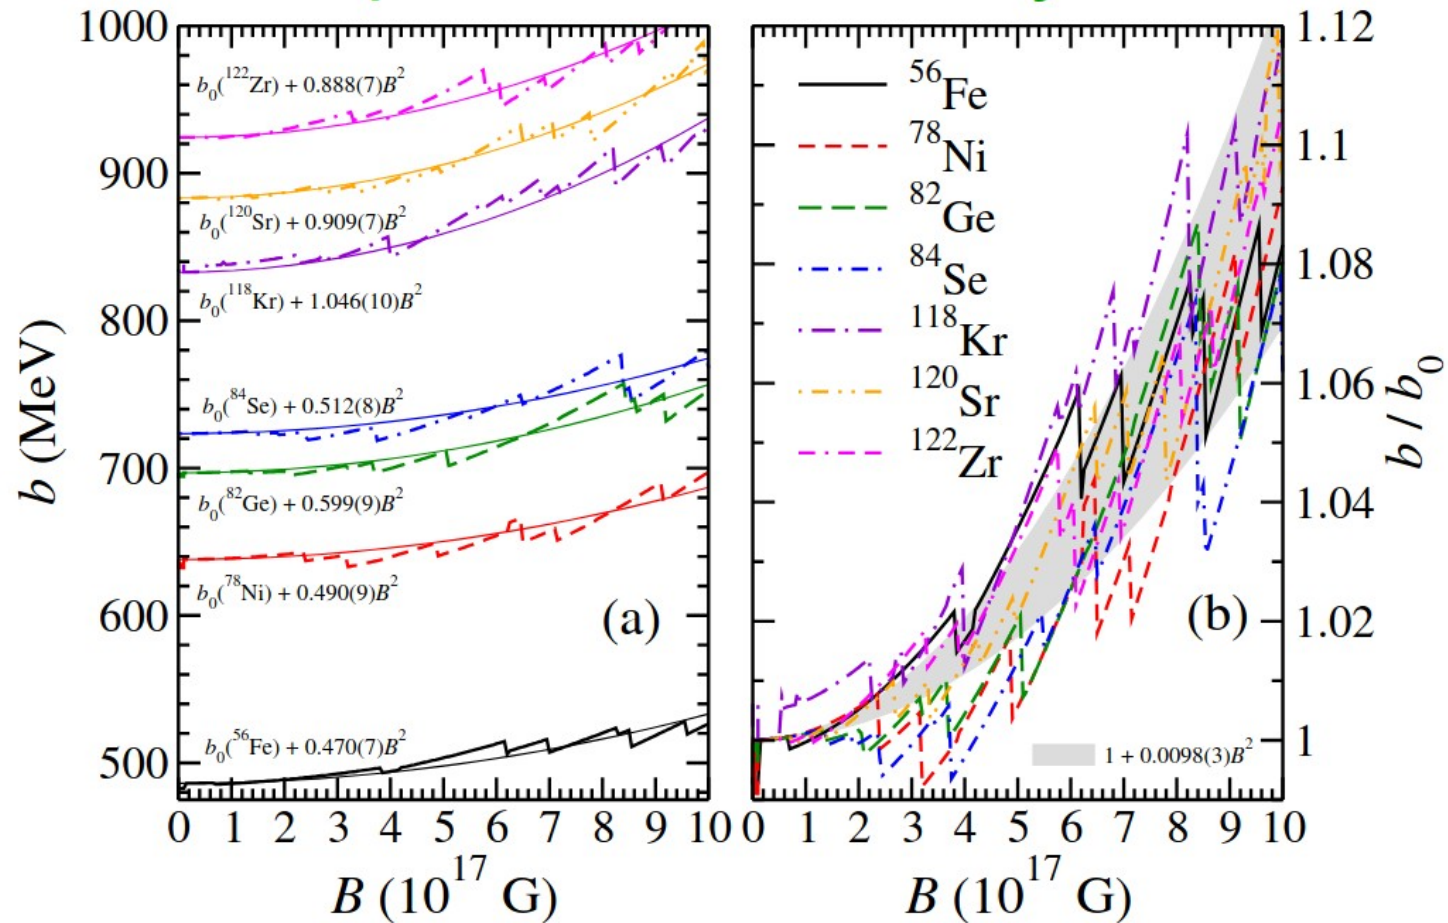 1000
900
800
700
600
500
b (MeV)
b₀(¹²²Zr) + 0.888(7)B²
b₀(¹²⁰Sr) + 0.909(7)B²
b₀(¹¹⁸Kr) + 1.046(10)B²
b₀(⁸⁴Se) + 0.512(8)B²
b₀(⁸²Ge) + 0.599(9)B²
b₀(⁷⁸Ni) + 0.490(9)B²
(a)
b₀(⁵⁶Fe) + 0.470(7)B²
0 1 2 3 4 5 6 7 8 9 10
B (10¹⁷ G)
⁵⁶Fe
⁷⁸Ni
⁸²Ge
⁸⁴Se
¹¹⁸Kr
¹²⁰Sr
¹²²Zr
(b)
1 + 0.0098(3)B²
1.12
1.1
1.08
1.06
1.04
1.02
1
b / b₀
0 1 2 3 4 5 6 7 8 9 10
B (10¹⁷ G)